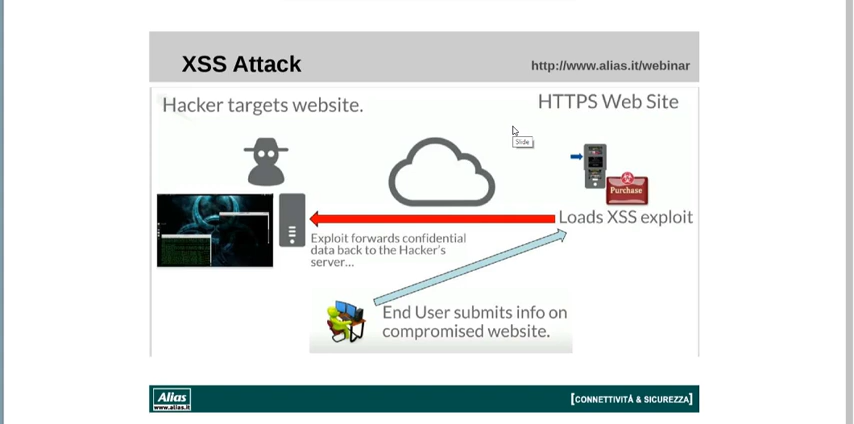 XSS Attack
http://www.alias.it/webinar
Hacker targets website.
HTTPS Web Site
Slide
Purchase
Loads XSS exploit
Exploit forwards confidential
data back to the Hacker's
server...
End User submits info on
compromised website.
Alias
www.alias.it
[CONNETTIVITÀ & SICUREZZA]